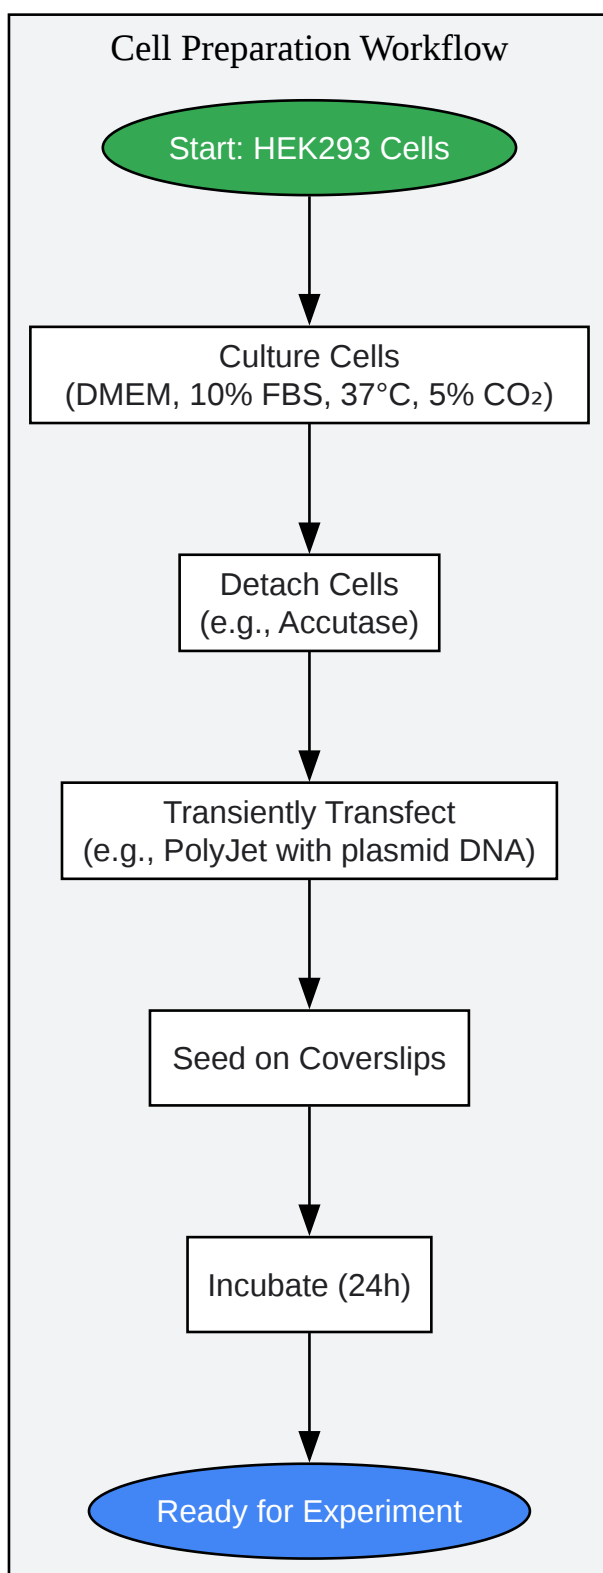 Cell Preparation Workflow
Start: HEK293 Cells
Culture Cells
(DMEM, 10% FBS, 37°C, 5% CO₂)
Detach Cells
(e.g., Accutase)
Transiently Transfect
(e.g., PolyJet with plasmid DNA)
Seed on Coverslips
Incubate (24h)
Ready for Experiment